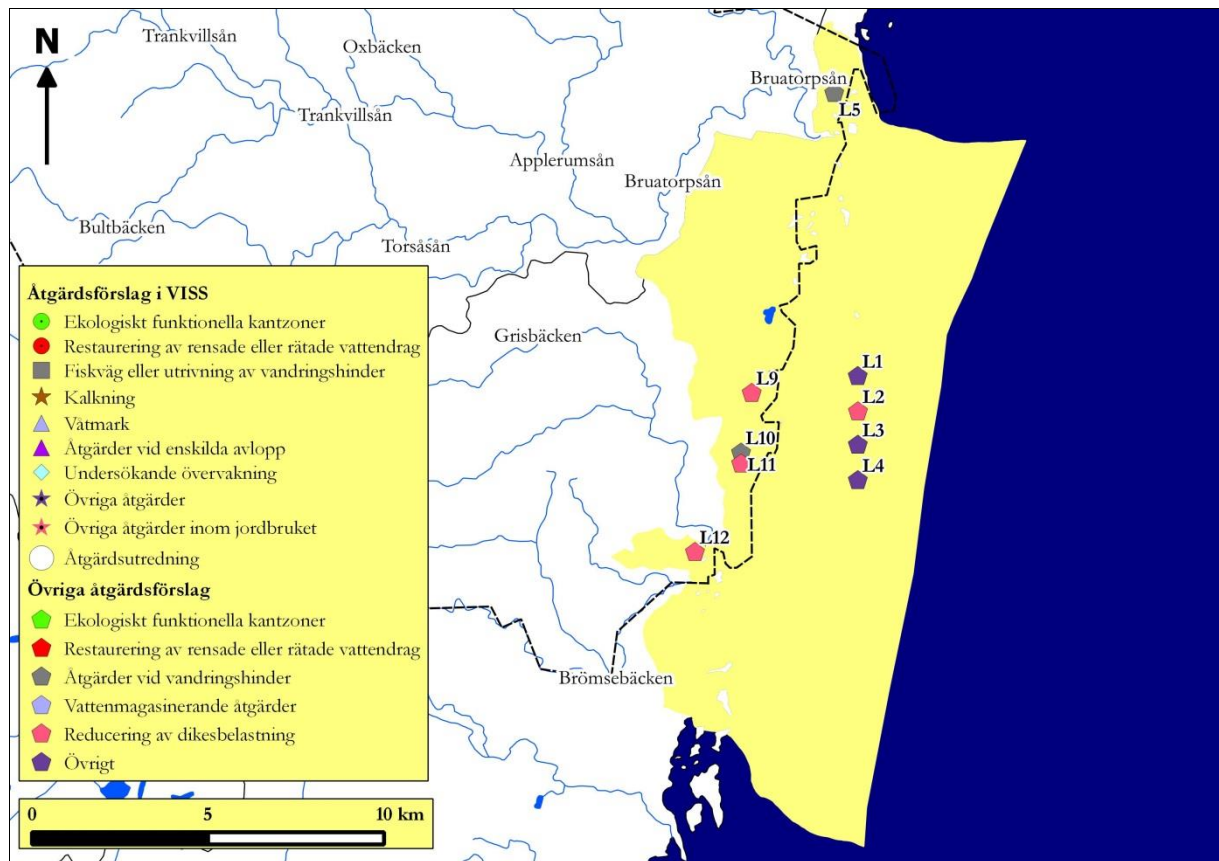 N
Trankvillsån
Oxbäcken
Bruatorpsån
L5
Trankvillsån
Applerumsån
Bruatorpsån
Bultbäcken
Torsåsån
Grisbäcken
L1
L9
L2
L10
L3
L11
L4
L12
Brömsebäcken
Åtgärdsförslag i VISS
Ekologiskt funktionella kantzoner
Restaurering av rensade eller rätade vattendrag
Fiskväg eller utrivning av vandringshinder
Kalkning
Våtmark
Åtgärder vid enskilda avlopp
Undersökande övervakning
Övriga åtgärder
Övriga åtgärder inom jordbruket
Åtgärdsutredning
Övriga åtgärdsförslag
Ekologiskt funktionella kantzoner
Restaurering av rensade eller rätade vattendrag
Åtgärder vid vandringshinder
Vattenmagasinerande åtgärder
Reducering av dikesbelastning
Övrigt
0 5 10 km